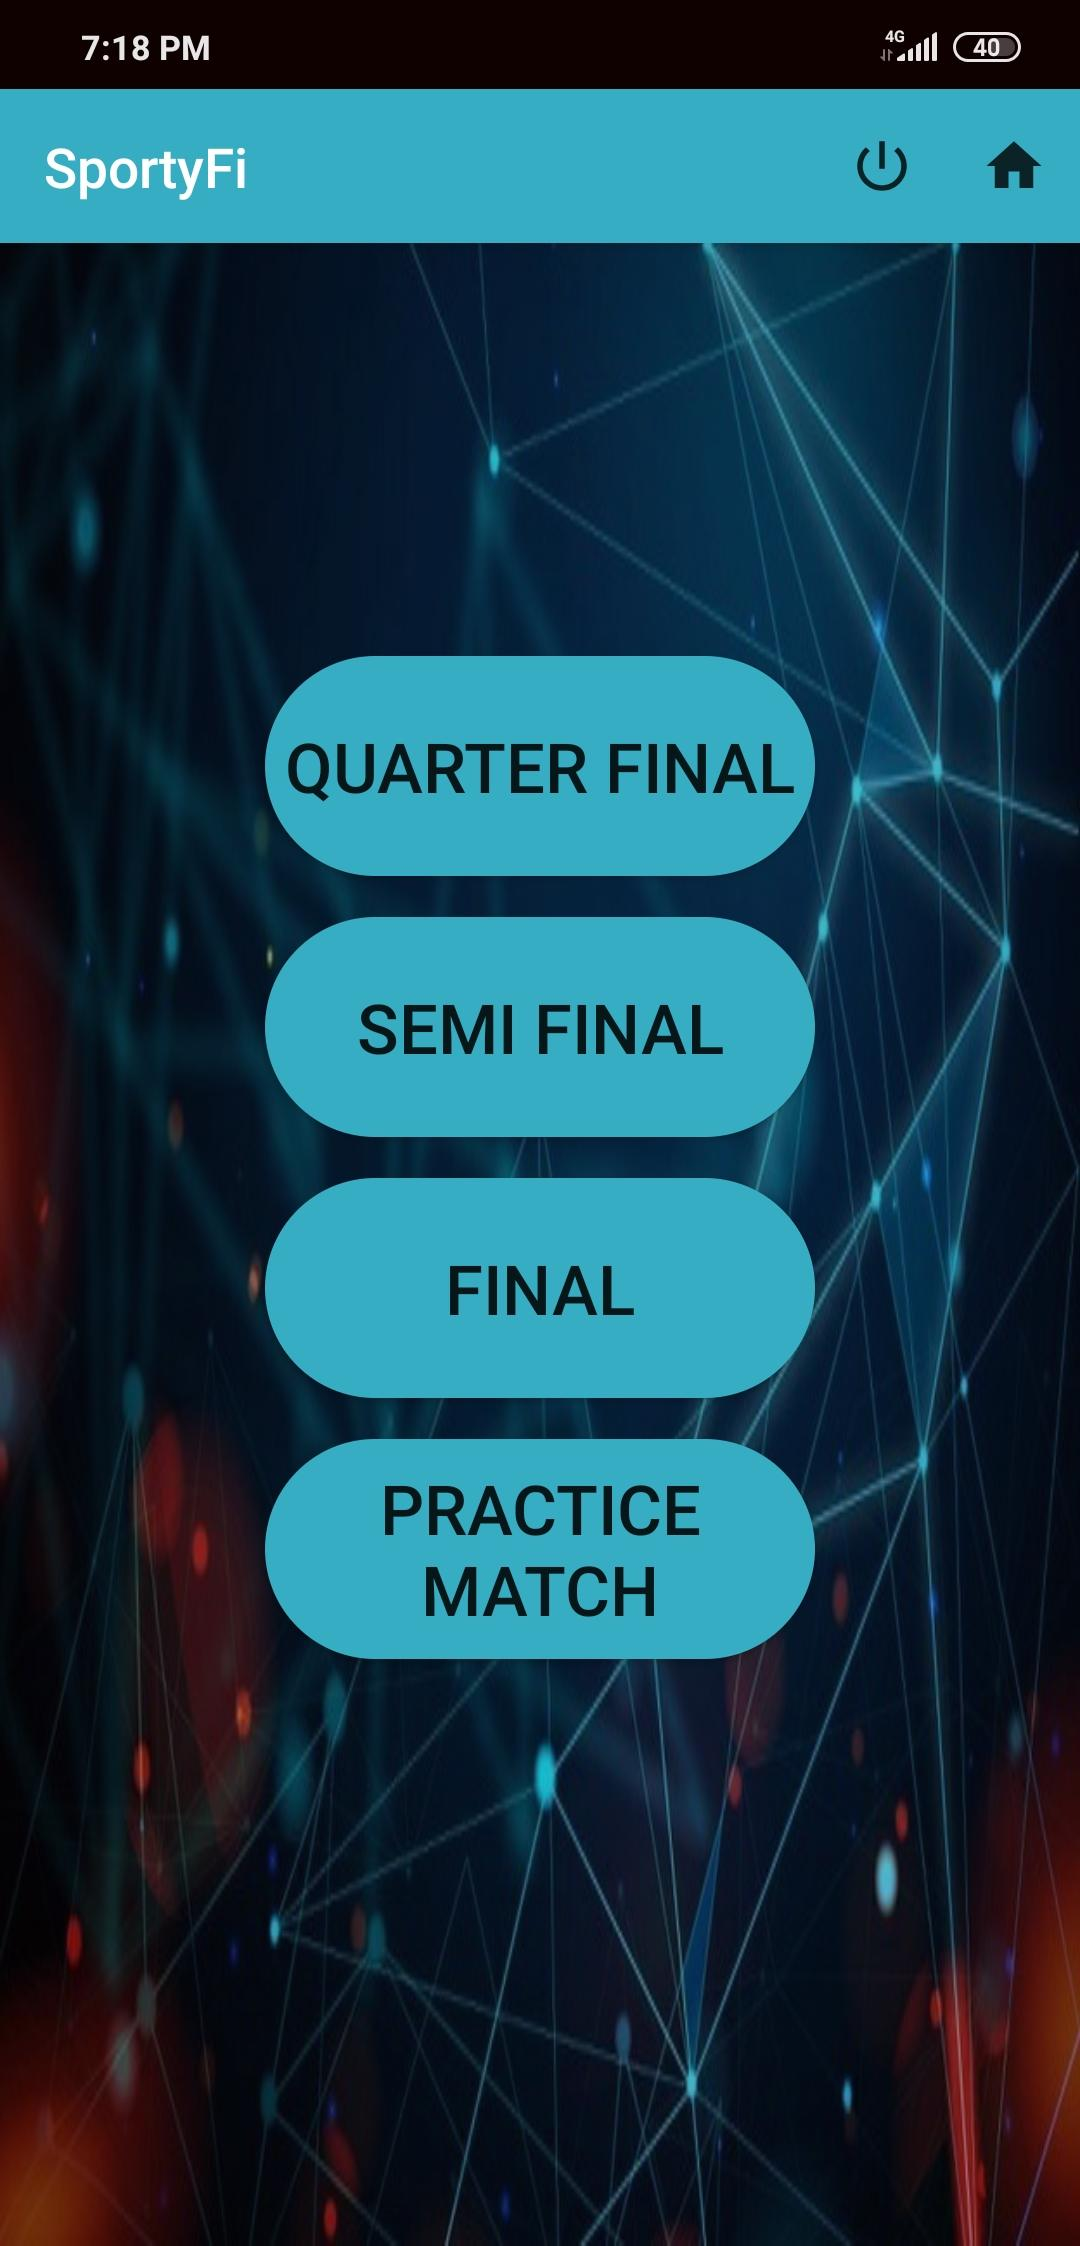 7:18 PM
4G
40
SportyFi
QUARTER FINAL
SEMI FINAL
FINAL
PRACTICE
MATCH